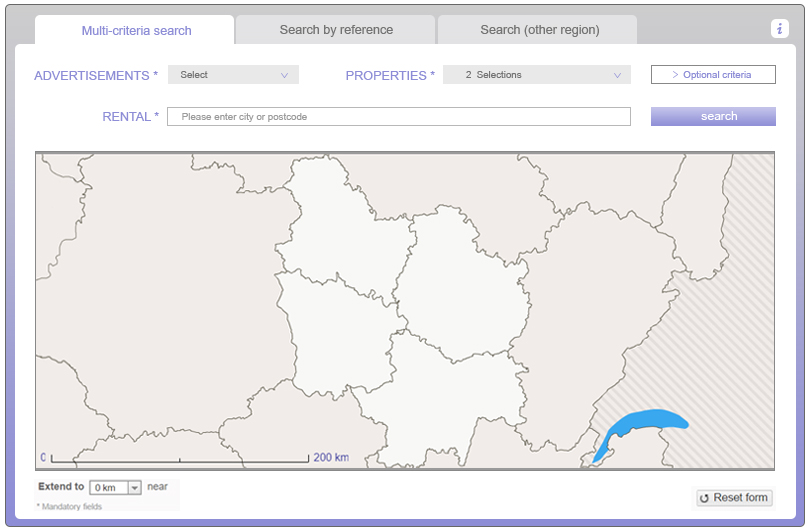 Multi-criteria search
Search by reference
Search (other region)
i
ADVERTISEMENTS * Select
PROPERTIES * 2 Selections
> Optional criteria
RENTAL * Please enter city or postcode
search
0 200 km
Extend to 0 km near
* Mandatory fields
Reset form